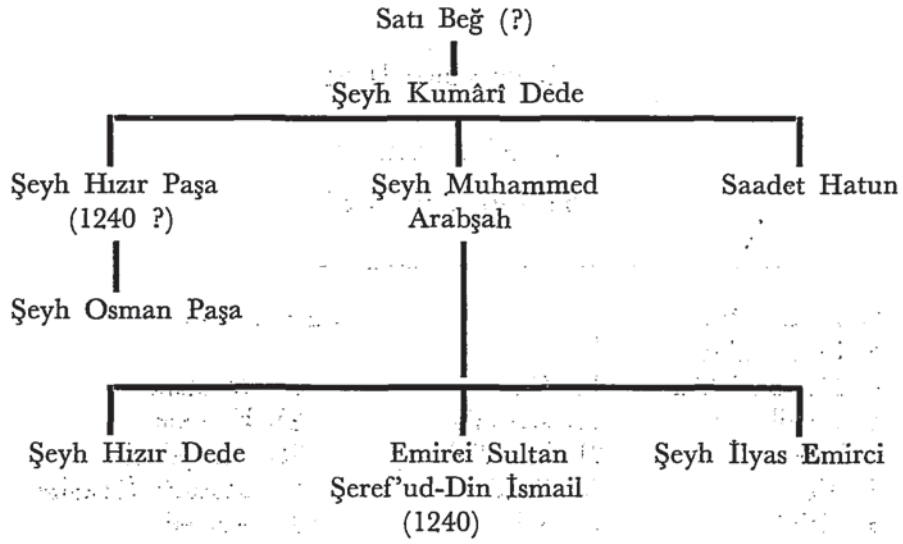 Satı Beğ (?)
Şeyh Kumârî Dede
Şeyh Hızır Paşa
(1240 ?)
Şeyh Muhammed
Arabşah
Saadet Hatun
Şeyh Osman Paşa
Şeyh Hizır Dede
Emirei Sultan
Şeref'ud-Din İsmail
(1240)
Şeyh İlyas Emirci